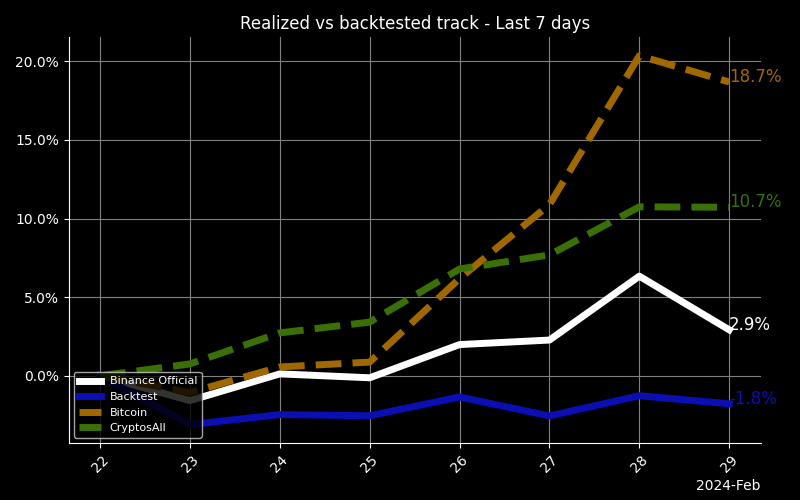 Realized vs backtested track - Last 7 days
20.0%
15.0%
10.0%
5.0%
0.0%
18.7%
10.7%
2.9%
-1.8%
Binance Official
Backtest
Bitcoin
CryptosAll
22 23 24 25 26 27 28 29
2024-Feb